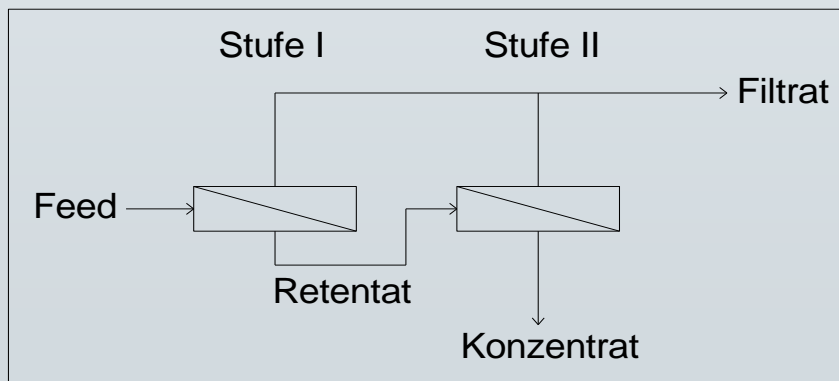 Stufe I
Stufe II
Filtrat
Feed
Retentat
Konzentrat